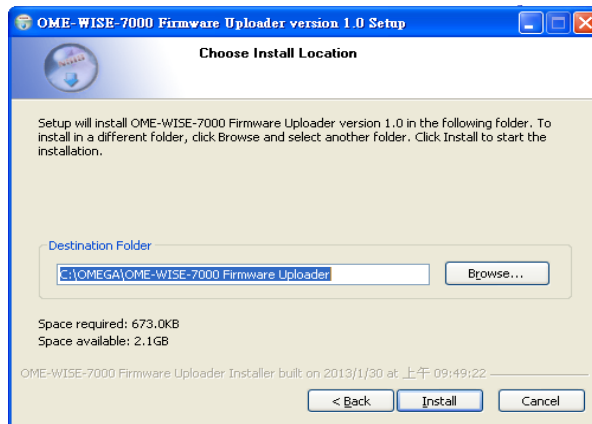 OME-WISE-7000 Firmware Uploader version 1.0 Setup
Choose Install Location
Setup will install OME-WISE-7000 Firmware Uploader version 1.0 in the following folder. To
install in a different folder, click Browse and select another folder. Click Install to start the
installation.
Destination Folder
C:\OMEGA\OME-WISE-7000 Firmware Uploader
Browse...
Space required: 673.0KB
Space available: 2.1GB
OME-WISE-7000 Firmware Uploader Installer built on 2013/1/30 at 上午 09:49:22
< Back
Install
Cancel